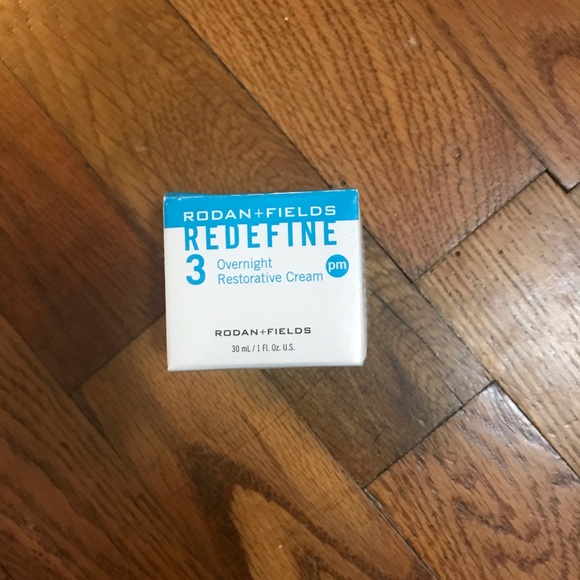 RODAN+FIELDS
REDEFINE
3 Overnight
Restorative Cream pm
RODAN+FIELDS
30 mL / 1 Fl. Oz. U.S.